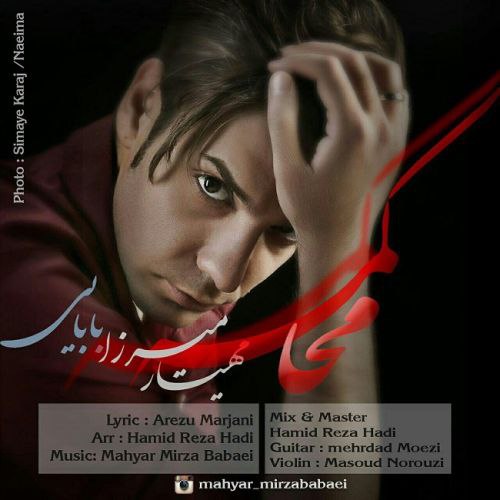 Photo : Simaye Karaj /Naeima
مهیار میرزا بابایی
Lyric : Arezu Marjani
Arr : Hamid Reza Hadi
Music: Mahyar Mirza Babaei
Mix & Master
Hamid Reza Hadi
Guitar : mehrdad Moezi
Violin : Masoud Norouzi
mahyar_mirzababaei